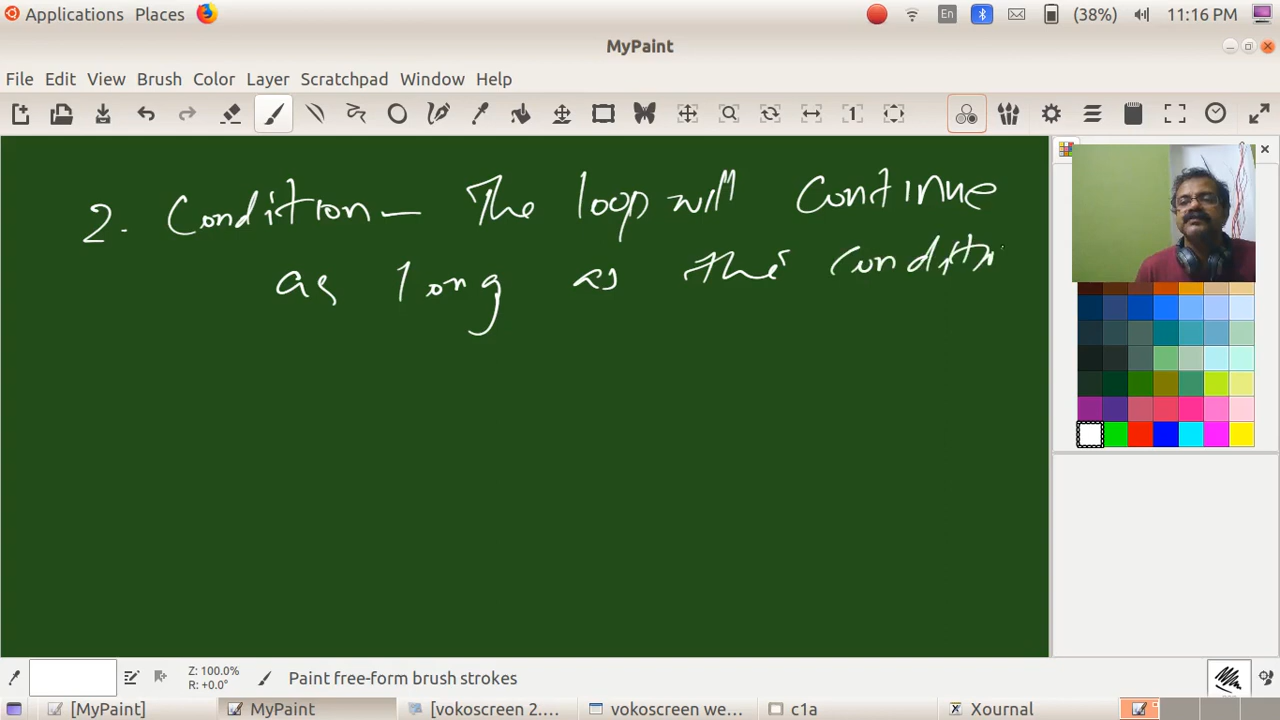 Applications Places En (38%) 11:16 PM
MyPaint
File Edit View Brush Color Layer Scratchpad Window Help
2. Condition - The loop will continue
as long as the conditi
Z: 100.0%
R: +0.0°
Paint free-form brush strokes
[MyPaint] MyPaint [vokoscreen 2.... vokoscreen we... c1a Xournal